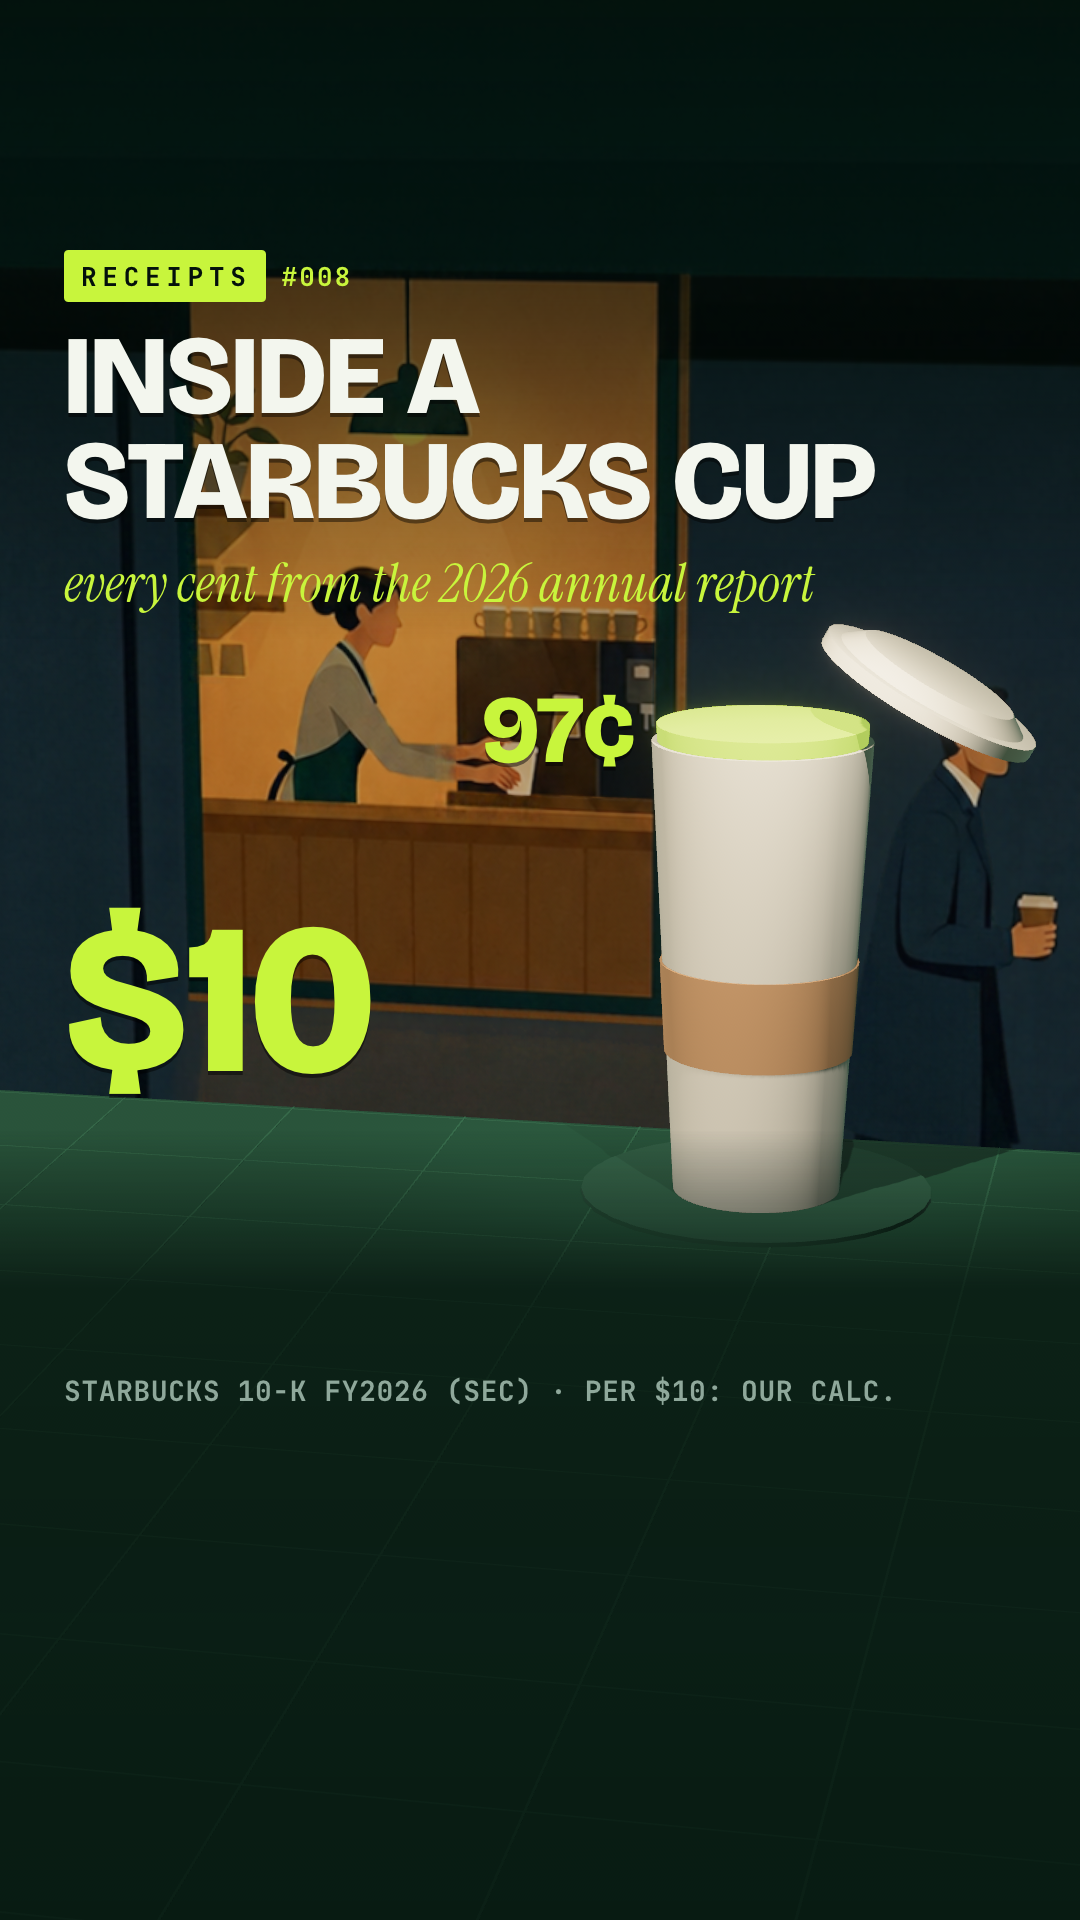 RECEIPTS #008
INSIDE A
STARBUCKS CUP
every cent from the 2026 annual report
97¢
$10
STARBUCKS 10-K FY2026 (SEC) · PER $10: OUR CALC.